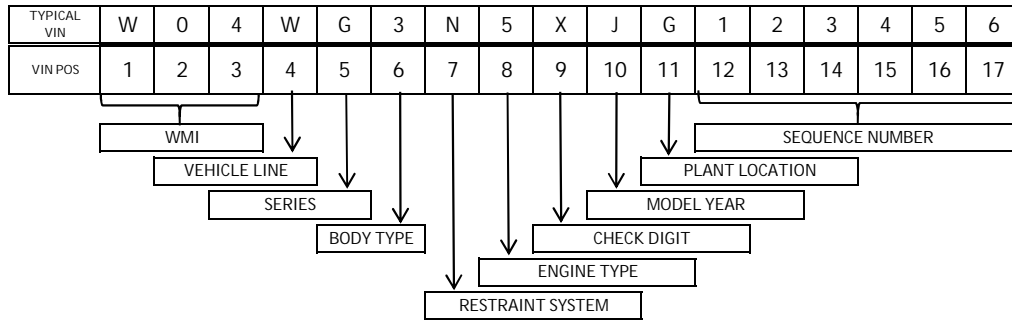 TYPICAL VIN W 0 4 W G 3 N 5 X J G 1 2 3 4 5 6
VIN POS 1 2 3 4 5 6 7 8 9 10 11 12 13 14 15 16 17
WMI SEQUENCE NUMBER
VEHICLE LINE PLANT LOCATION
SERIES MODEL YEAR
BODY TYPE CHECK DIGIT
ENGINE TYPE
RESTRAINT SYSTEM